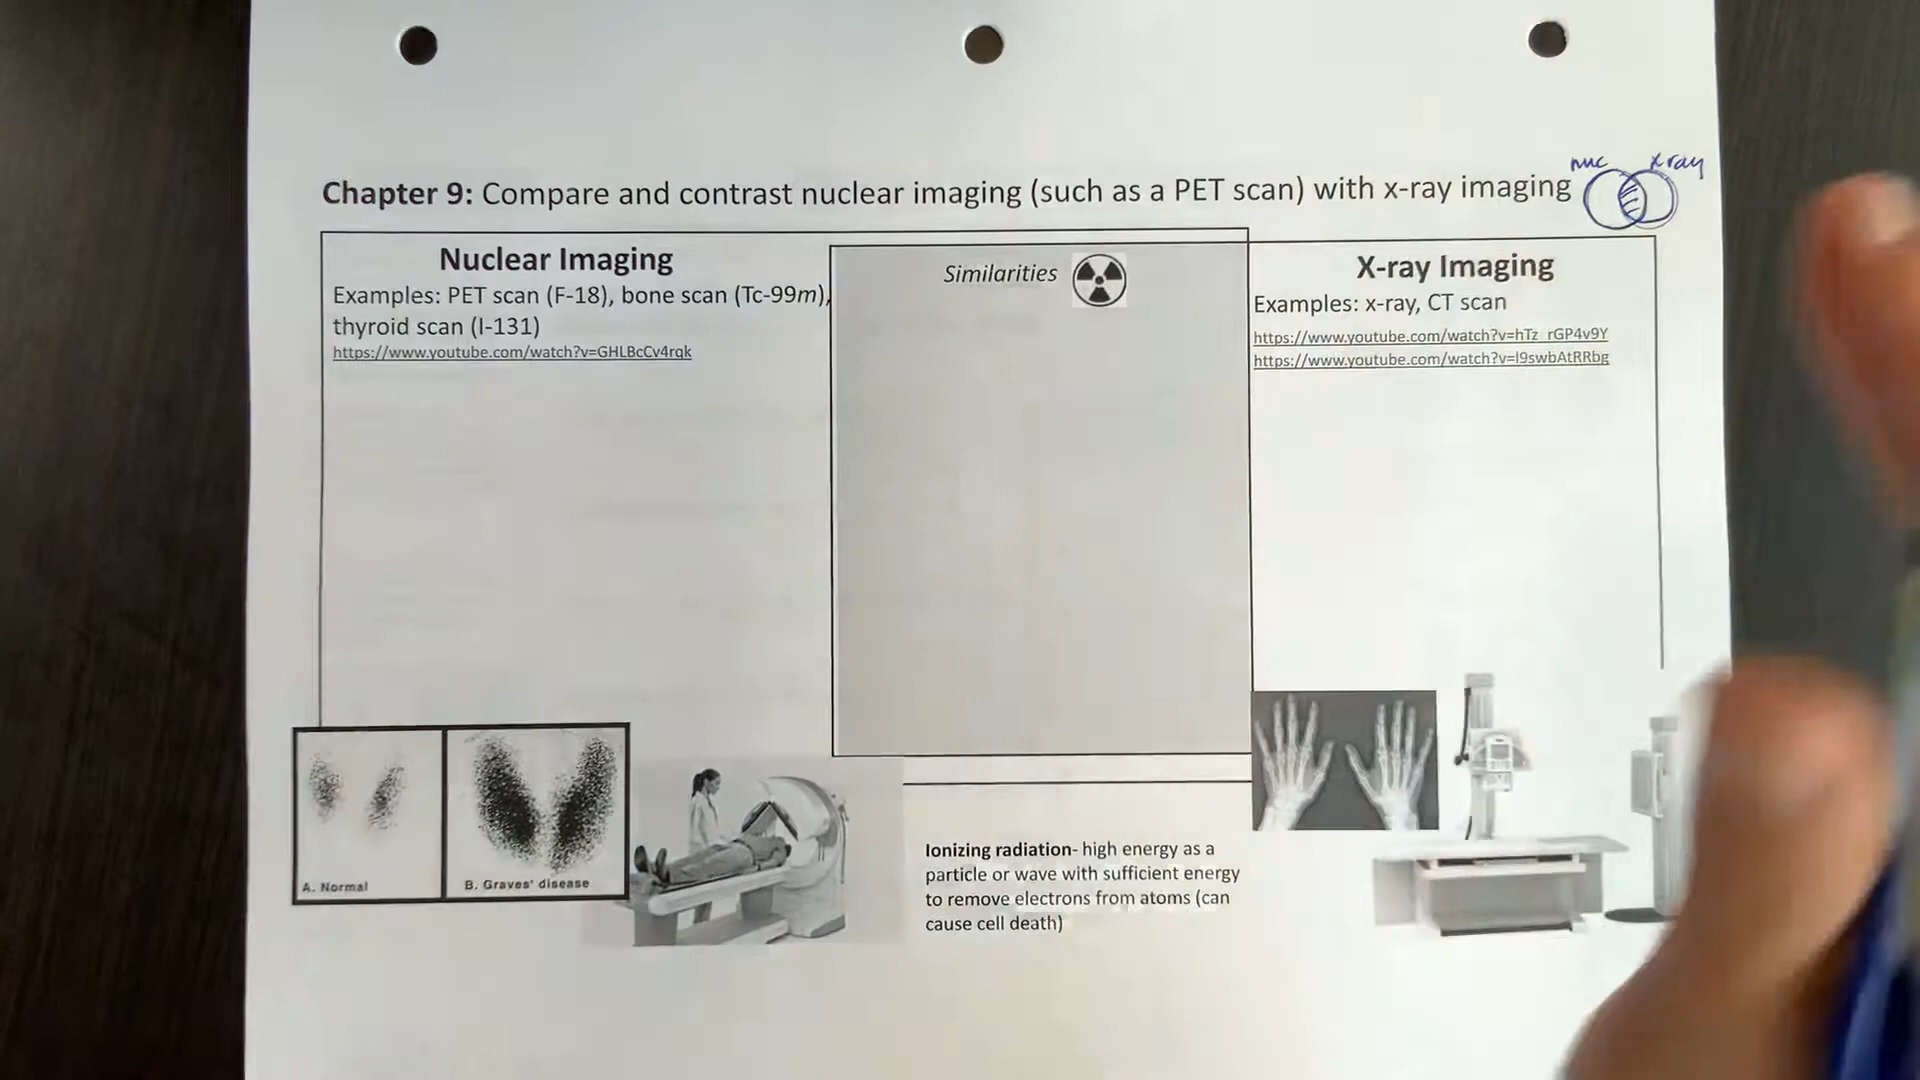 nuc x ray
Chapter 9: Compare and contrast nuclear imaging (such as a PET scan) with x-ray imaging
Nuclear Imaging
Examples: PET scan (F-18), bone scan (Tc-99m),
thyroid scan (I-131)
https://www.youtube.com/watch?v=GHLBcCv4rqk
Similarities
X-ray Imaging
Examples: x-ray, CT scan
https://www.youtube.com/watch?v=hTz_rGP4v9Y
https://www.youtube.com/watch?v=l9swbAtRRbg
A. Normal
B. Graves' disease
Ionizing radiation- high energy as a
particle or wave with sufficient energy
to remove electrons from atoms (can
cause cell death)